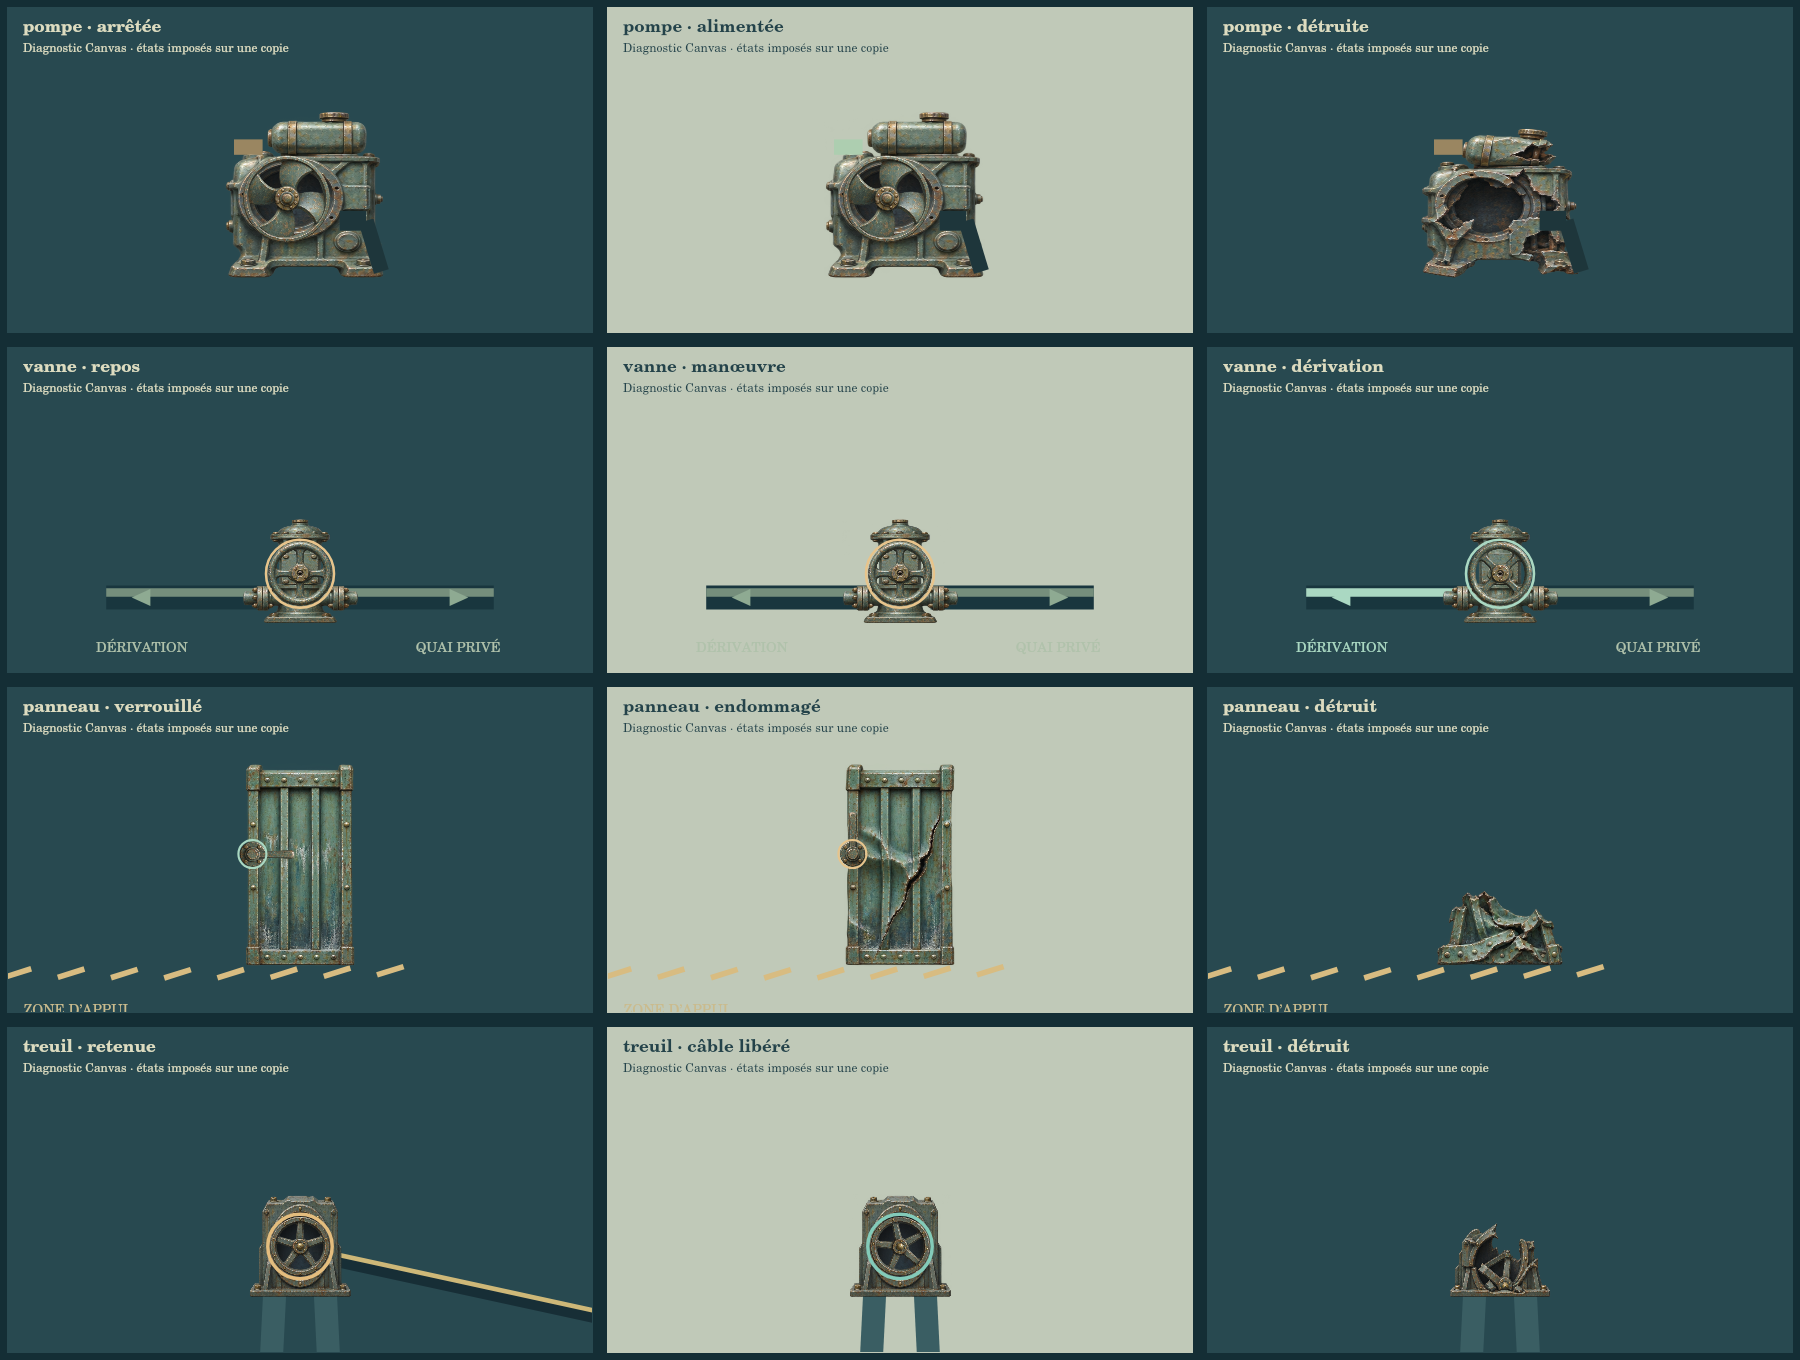 pompe · arrêtée
Diagnostic Canvas · états imposés sur une copie
pompe · alimentée
Diagnostic Canvas · états imposés sur une copie
pompe · détruite
Diagnostic Canvas · états imposés sur une copie
vanne · repos
Diagnostic Canvas · états imposés sur une copie
DÉRIVATION
QUAI PRIVÉ
vanne · manœuvre
Diagnostic Canvas · états imposés sur une copie
DÉRIVATION
QUAI PRIVÉ
vanne · dérivation
Diagnostic Canvas · états imposés sur une copie
DÉRIVATION
QUAI PRIVÉ
panneau · verrouillé
Diagnostic Canvas · états imposés sur une copie
ZONE D'APPUI
panneau · endommagé
Diagnostic Canvas · états imposés sur une copie
ZONE D'APPUI
panneau · détruit
Diagnostic Canvas · états imposés sur une copie
ZONE D'APPUI
treuil · retenue
Diagnostic Canvas · états imposés sur une copie
treuil · câble libéré
Diagnostic Canvas · états imposés sur une copie
treuil · détruit
Diagnostic Canvas · états imposés sur une copie